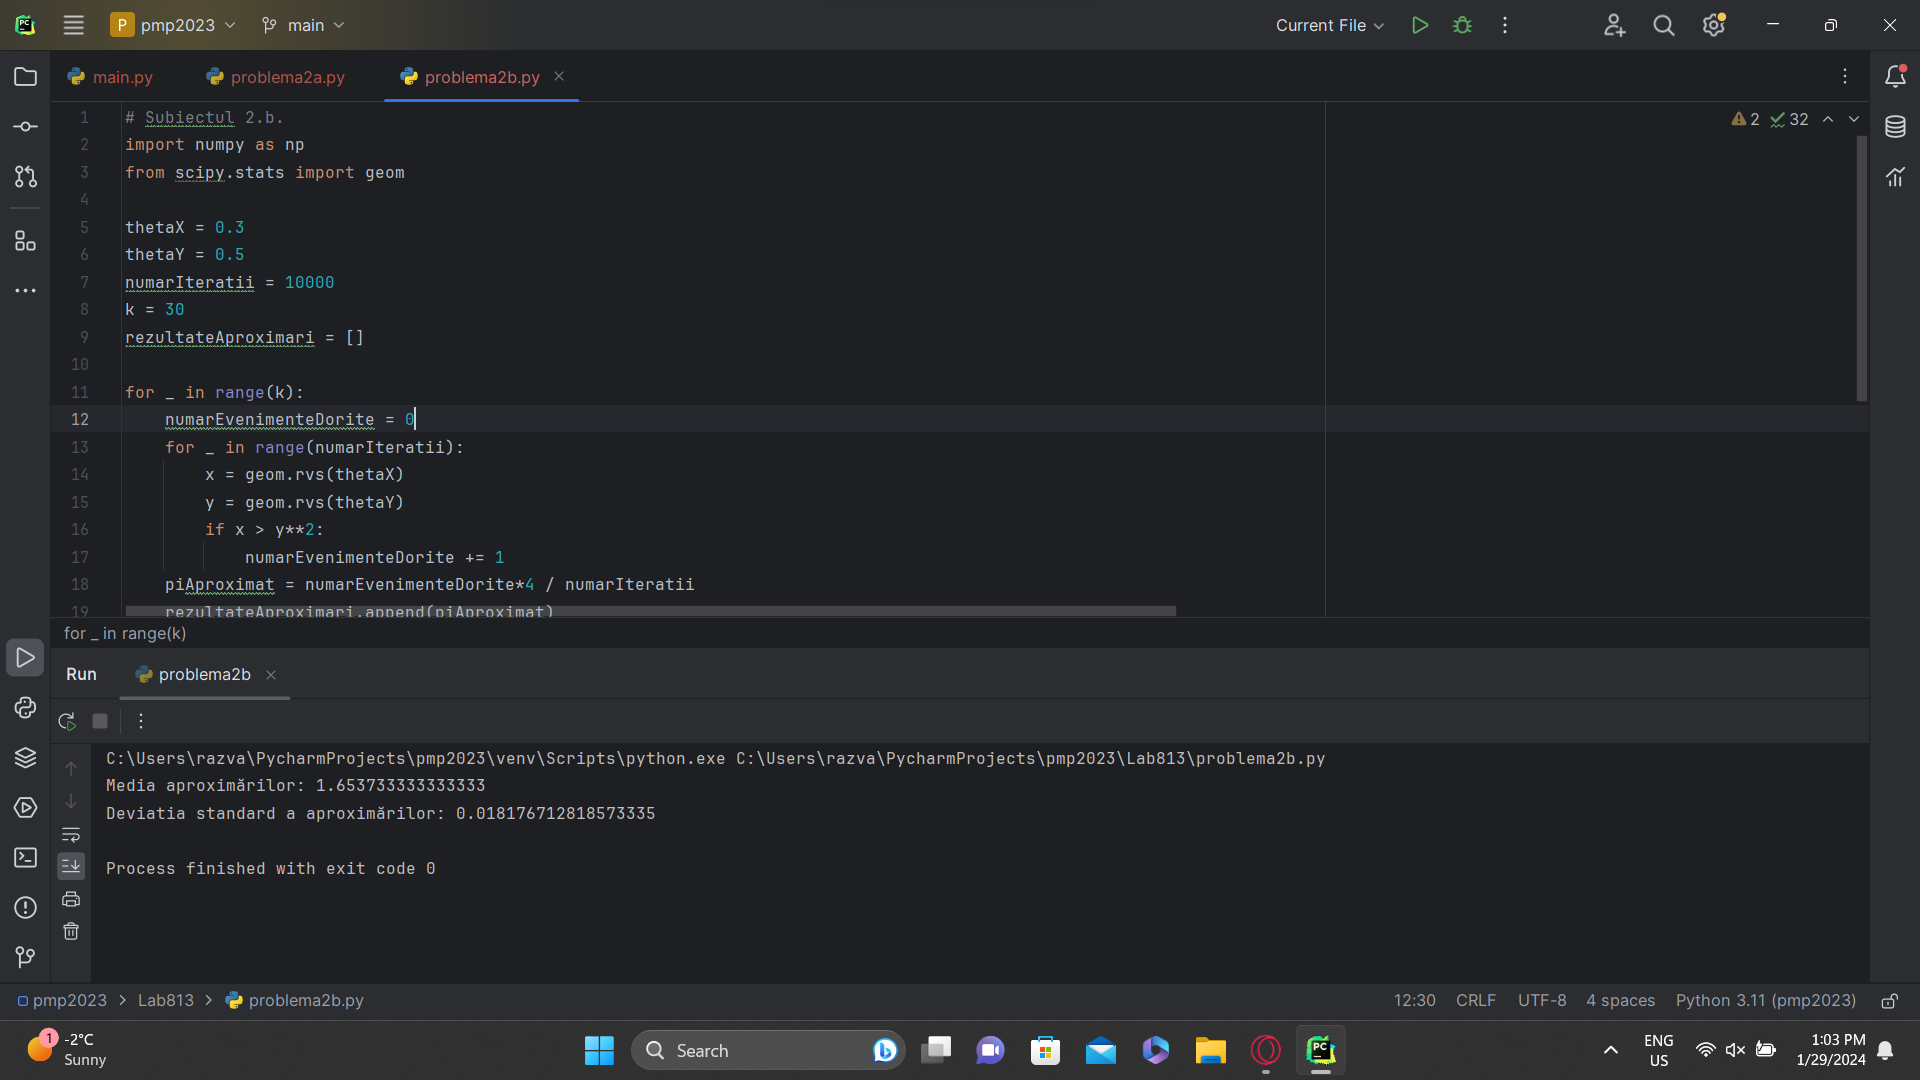 PC
P pmp2023 main
Current File
main.py problema2a.py problema2b.py
1 # Subiectul 2.b.
2 import numpy as np
3 from scipy.stats import geom
4
5 thetaX = 0.3
6 thetaY = 0.5
7 numarIteratii = 10000
8 k = 30
9 rezultateAproximari = []
10
11 for _ in range(k):
12 numarEvenimenteDorite = 0
13 for _ in range(numarIteratii):
14 x = geom.rvs(thetaX)
15 y = geom.rvs(thetaY)
16 if x > y**2:
17 numarEvenimenteDorite += 1
18 piAproximat = numarEvenimenteDorite*4 / numarIteratii
19 rezultateAproximari.append(piAproximat)
2 32
for _ in range(k)
Run problema2b
C:\Users\razva\PycharmProjects\pmp2023\venv\Scripts\python.exe C:\Users\razva\PycharmProjects\pmp2023\Lab813\problema2b.py
Media aproximărilor: 1.653733333333333
Deviatia standard a aproximărilor: 0.018176712818573335
Process finished with exit code 0
pmp2023 > Lab813 > problema2b.py
12:30 CRLF UTF-8 4 spaces Python 3.11 (pmp2023)
1
-2°C
Sunny
Search
PC
ENG
US
1:03 PM
1/29/2024